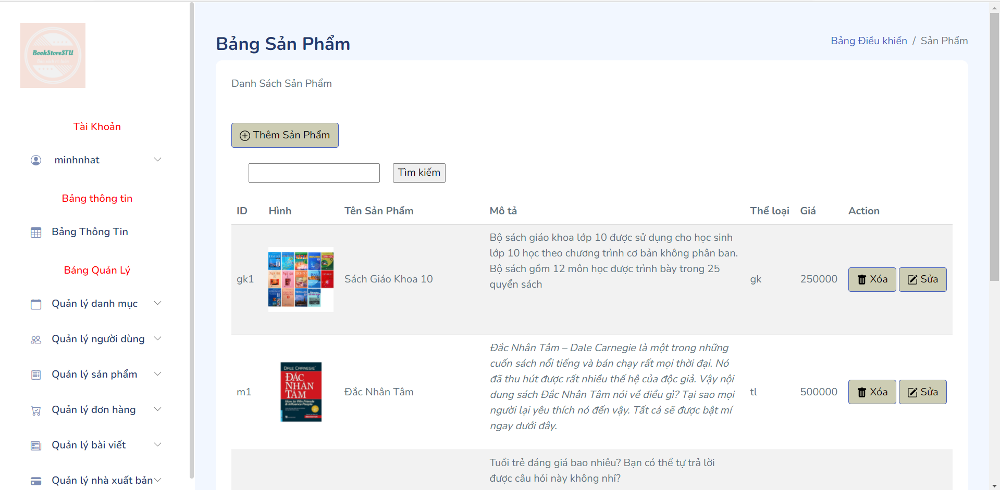 BookStoreSTU
Tài Khoản
minhnhat
Bảng thông tin
Bảng Thông Tin
Bảng Quản Lý
Quản lý danh mục
Quản lý người dùng
Quản lý sản phẩm
Quản lý đơn hàng
Quản lý bài viết
Quản lý nhà xuất bản
Bảng Sản Phẩm
Bảng Điều khiển / Sản Phẩm
Danh Sách Sản Phẩm
Thêm Sản Phẩm
Tìm kiếm
ID Hình Tên Sản Phẩm Mô tả Thể loại Giá Action
gk1
Sách Giáo Khoa 10
Bộ sách giáo khoa lớp 10 được sử dụng cho học sinh
lớp 10 học theo chương trình cơ bản không phân ban.
Bộ sách gồm 12 môn học được trình bày trong 25
quyển sách
gk
250000
Xóa
Sửa
m1
DALE CARNEGIE
ĐẮC
NHÂN
TÂM
How to Win Friends
& Influence People
Đắc Nhân Tâm
Đắc Nhân Tâm – Dale Carnegie là một trong những
cuốn sách nổi tiếng và bán chạy rất mọi thời đại. Nó
đã thu hút được rất nhiều thế hệ của độc giả. Vậy nội
dung sách Đắc Nhân Tâm nói về điều gì? Tại sao mọi
người lại yêu thích nó đến vậy. Tất cả sẽ được bật mí
ngay dưới đây.
tl
500000
Xóa
Sửa
Tuổi trẻ đáng giá bao nhiêu? Bạn có thể tự trả lời
được câu hỏi này không nhỉ?